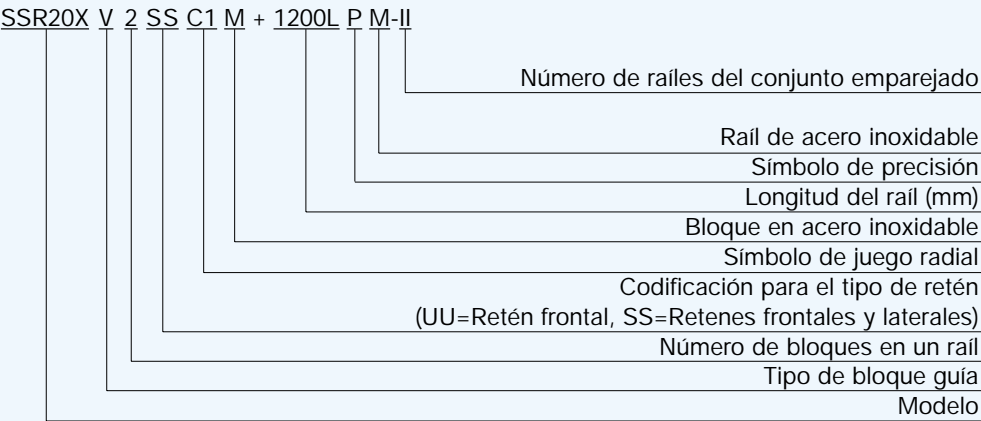 SSR20X V 2 SS C1 M + 1200L P M-II
Número de raíles del conjunto emparejado
Raíl de acero inoxidable
Símbolo de precisión
Longitud del raíl (mm)
Bloque en acero inoxidable
Símbolo de juego radial
Codificación para el tipo de retén
(UU=Retén frontal, SS=Retenes frontales y laterales)
Número de bloques en un raíl
Tipo de bloque guía
Modelo